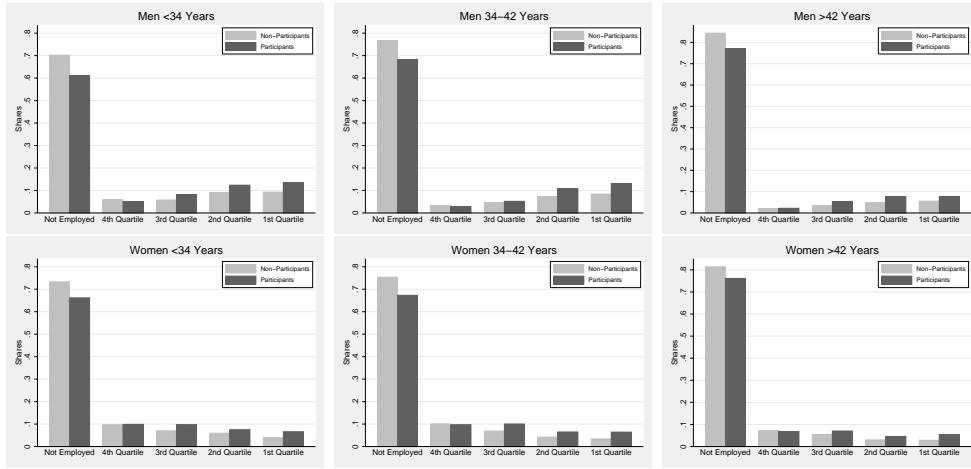 Men <34 Years
Non−Participants
Participants
Shares
0 .1 .2 .3 .4 .5 .6 .7 .8
Not Employed 4th Quartile 3rd Quartile 2nd Quartile 1st Quartile
Men 34−42 Years
Non−Participants
Participants
Shares
0 .1 .2 .3 .4 .5 .6 .7 .8
Not Employed 4th Quartile 3rd Quartile 2nd Quartile 1st Quartile
Men >42 Years
Non−Participants
Participants
Shares
0 .1 .2 .3 .4 .5 .6 .7 .8
Not Employed 4th Quartile 3rd Quartile 2nd Quartile 1st Quartile
Women <34 Years
Non−Participants
Participants
Shares
0 .1 .2 .3 .4 .5 .6 .7 .8
Not Employed 4th Quartile 3rd Quartile 2nd Quartile 1st Quartile
Women 34−42 Years
Non−Participants
Participants
Shares
0 .1 .2 .3 .4 .5 .6 .7 .8
Not Employed 4th Quartile 3rd Quartile 2nd Quartile 1st Quartile
Women >42 Years
Non−Participants
Participants
Shares
0 .1 .2 .3 .4 .5 .6 .7 .8
Not Employed 4th Quartile 3rd Quartile 2nd Quartile 1st Quartile